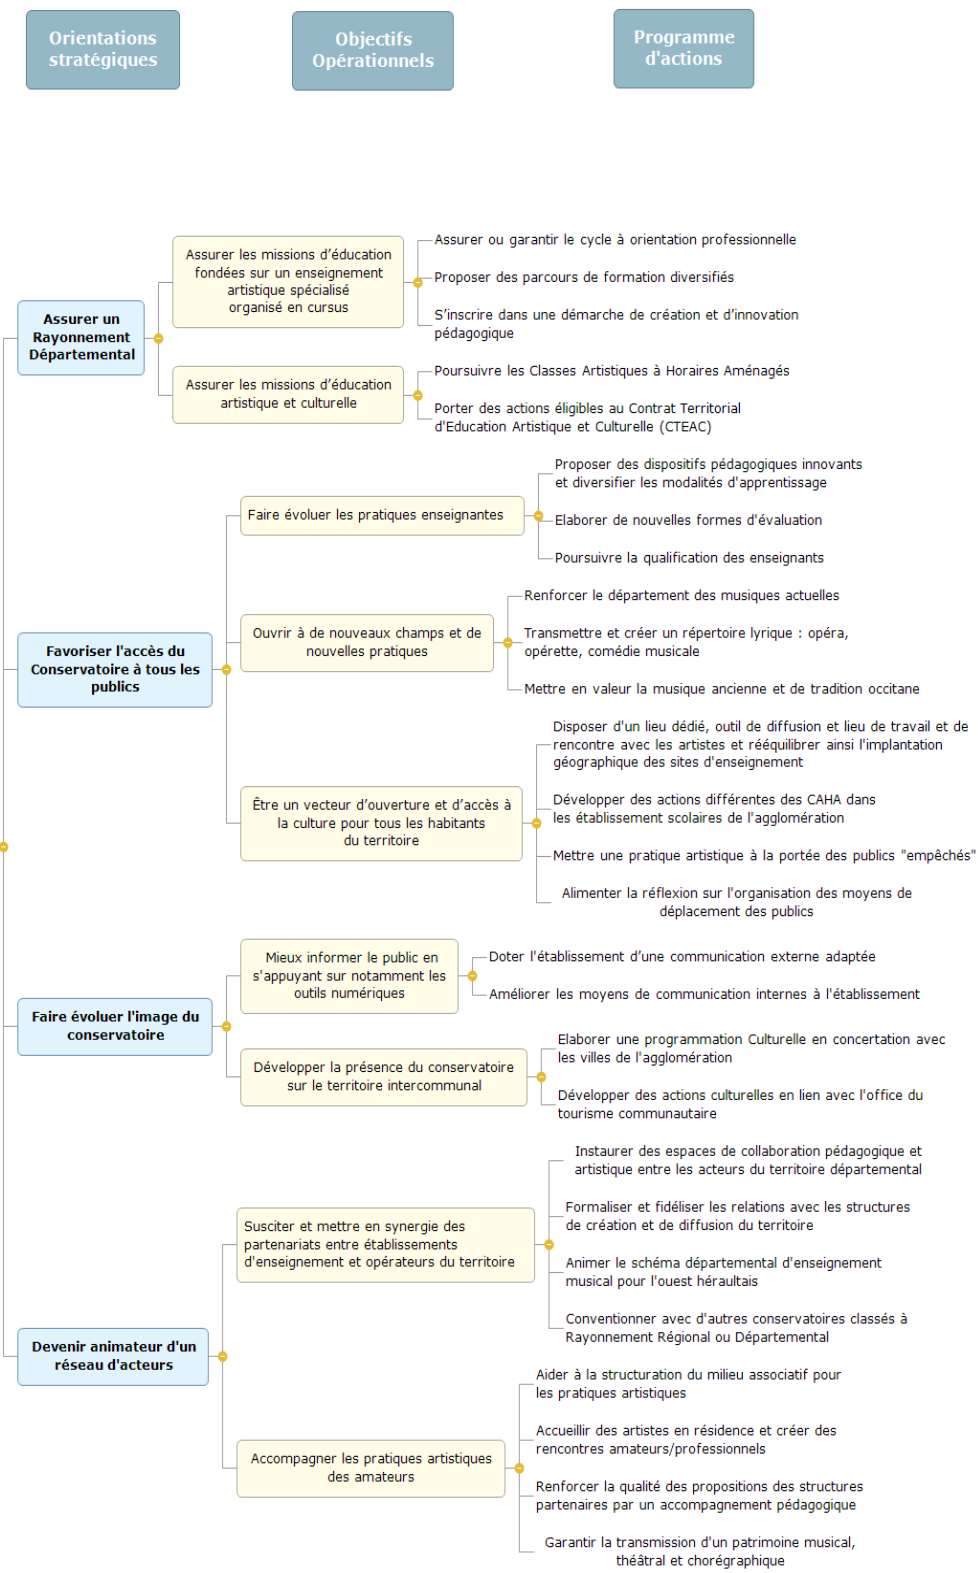 Orientations
stratégiques
Objectifs
Opérationnels
Programme
d'actions
Assurer un
Rayonnement
Départemental
Assurer les missions d’éducation
fondées sur un enseignement
artistique spécialisé
organisé en cursus
Assurer ou garantir le cycle à orientation professionnelle
Proposer des parcours de formation diversifiés
S’inscrire dans une démarche de création et d’innovation
pédagogique
Assurer les missions d’éducation
artistique et culturelle
Poursuivre les Classes Artistiques à Horaires Aménagés
Porter des actions éligibles au Contrat Territorial
d'Education Artistique et Culturelle (CTEAC)
Favoriser l'accès du
Conservatoire à tous les
publics
Faire évoluer les pratiques enseignantes
Proposer des dispositifs pédagogiques innovants
et diversifier les modalités d'apprentissage
Elaborer de nouvelles formes d'évaluation
Poursuivre la qualification des enseignants
Ouvrir à de nouveaux champs et de
nouvelles pratiques
Renforcer le département des musiques actuelles
Transmettre et créer un répertoire lyrique : opéra,
opérette, comédie musicale
Mettre en valeur la musique ancienne et de tradition occitane
Être un vecteur d’ouverture et d’accès à
la culture pour tous les habitants
du territoire
Disposer d'un lieu dédié, outil de diffusion et lieu de travail et de
rencontre avec les artistes et rééquilibrer ainsi l'implantation
géographique des sites d'enseignement
Développer des actions différentes des CAHA dans
les établissement scolaires de l'agglomération
Mettre une pratique artistique à la portée des publics "empêchés"
Alimenter la réflexion sur l'organisation des moyens de
déplacement des publics
Faire évoluer l'image du
conservatoire
Mieux informer le public en
s'appuyant sur notamment les
outils numériques
Doter l'établissement d’une communication externe adaptée
Améliorer les moyens de communication internes à l'établissement
Développer la présence du conservatoire
sur le territoire intercommunal
Elaborer une programmation Culturelle en concertation avec
les villes de l'agglomération
Développer des actions culturelles en lien avec l'office du
tourisme communautaire
Devenir animateur d'un
réseau d'acteurs
Susciter et mettre en synergie des
partenariats entre établissements
d'enseignement et opérateurs du territoire
Instaurer des espaces de collaboration pédagogique et
artistique entre les acteurs du territoire départemental
Formaliser et fidéliser les relations avec les structures
de création et de diffusion du territoire
Animer le schéma départemental d'enseignement
musical pour l'ouest héraultais
Conventionner avec d'autres conservatoires classés à
Rayonnement Régional ou Départemental
Accompagner les pratiques artistiques
des amateurs
Aider à la structuration du milieu associatif pour
les pratiques artistiques
Accueillir des artistes en résidence et créer des
rencontres amateurs/professionnels
Renforcer la qualité des propositions des structures
partenaires par un accompagnement pédagogique
Garantir la transmission d'un patrimoine musical,
théâtral et chorégraphique